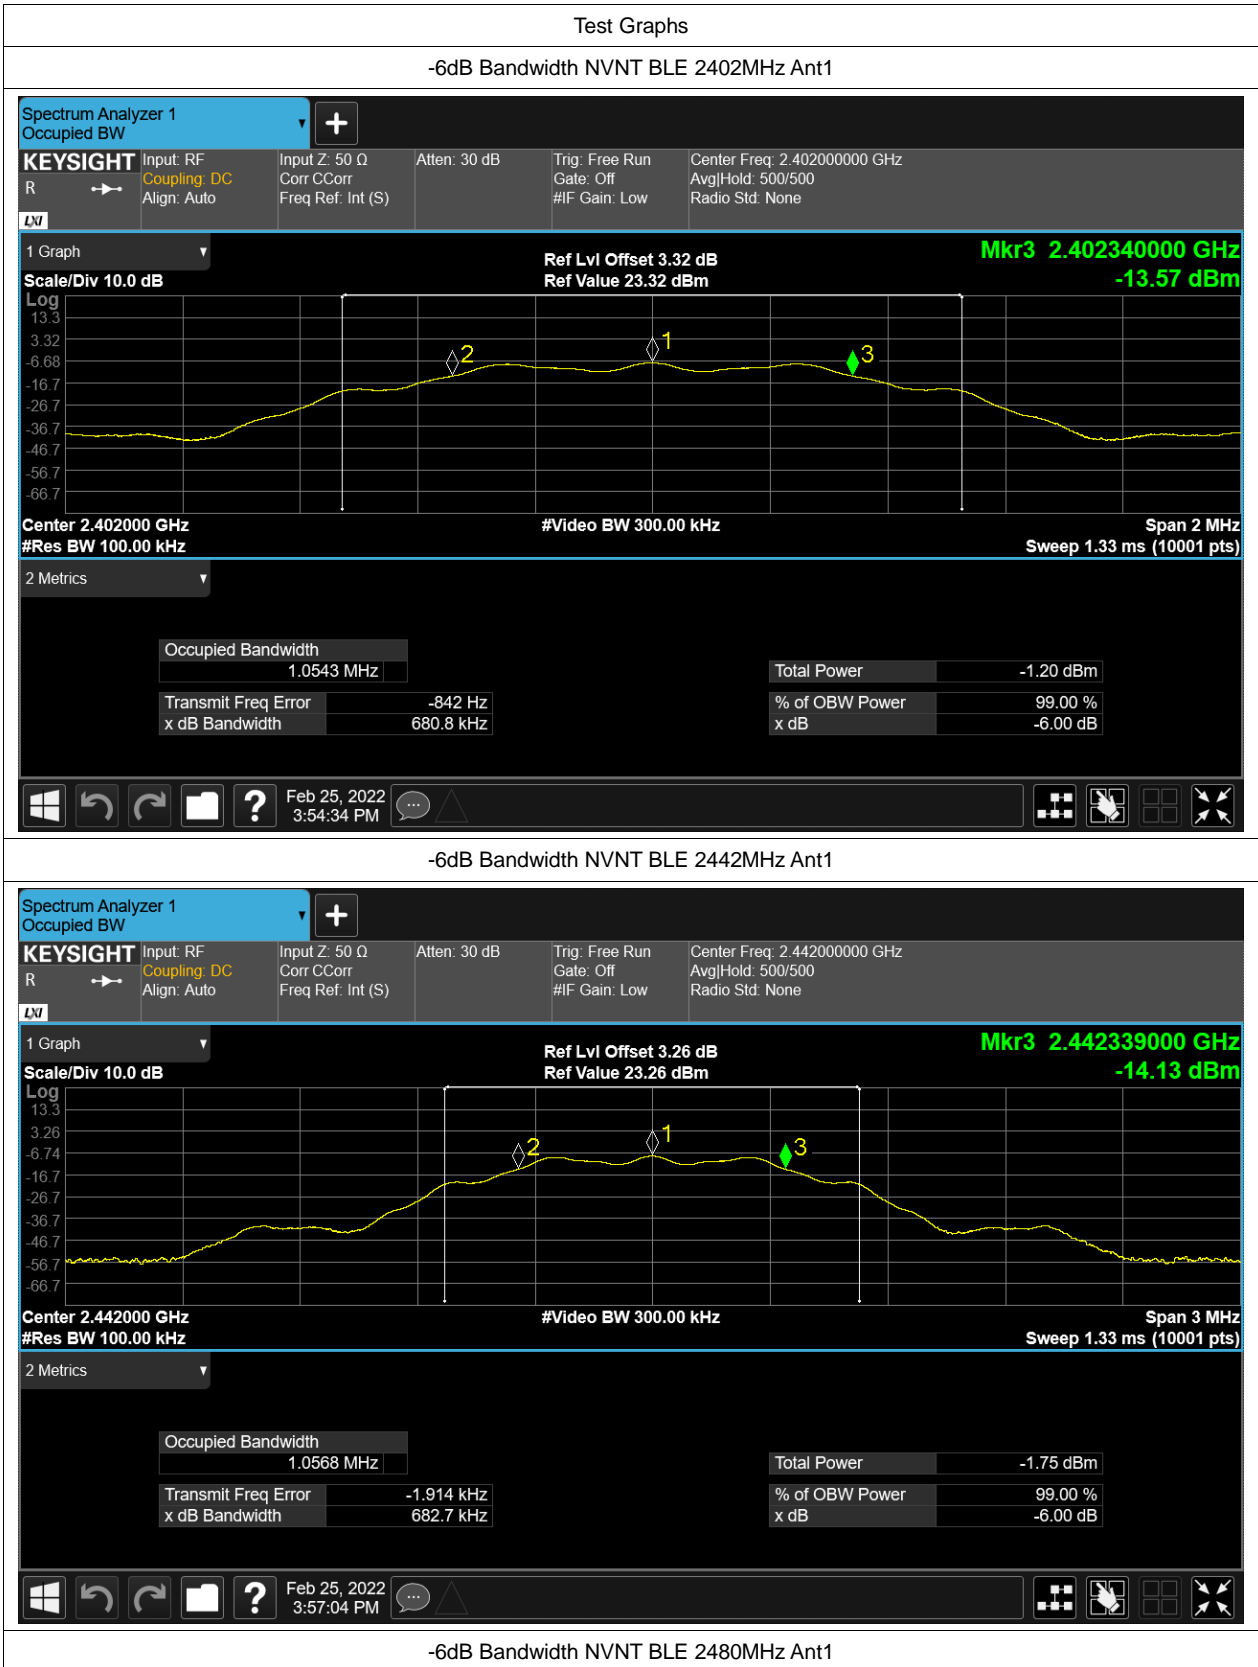 Test Graphs
-6dB Bandwidth NVNT BLE 2402MHz Ant1
Spectrum Analyzer 1
Occupied BW
KEYSIGHT Input: RF Input Z: 50 Ω Atten: 30 dB Trig: Free Run Center Freq: 2.402000000 GHz
R Coupling: DC Corr CCorr Gate: Off Avg|Hold: 500/500
Align: Auto Freq Ref: Int (S) #IF Gain: Low Radio Std: None
LXI
1 Graph Ref Lvl Offset 3.32 dB Mkr3 2.402340000 GHz
Scale/Div 10.0 dB Ref Value 23.32 dBm -13.57 dBm
Log
13.3
3.32
-6.68
-16.7
-26.7
-36.7
-46.7
-56.7
-66.7
2 1 3
Center 2.402000 GHz #Video BW 300.00 kHz Span 2 MHz
#Res BW 100.00 kHz Sweep 1.33 ms (10001 pts)
2 Metrics
Occupied Bandwidth
1.0543 MHz Total Power -1.20 dBm
Transmit Freq Error -842 Hz % of OBW Power 99.00 %
x dB Bandwidth 680.8 kHz x dB -6.00 dB
? Feb 25, 2022
3:54:34 PM
-6dB Bandwidth NVNT BLE 2442MHz Ant1
Spectrum Analyzer 1
Occupied BW
KEYSIGHT Input: RF Input Z: 50 Ω Atten: 30 dB Trig: Free Run Center Freq: 2.442000000 GHz
R Coupling: DC Corr CCorr Gate: Off Avg|Hold: 500/500
Align: Auto Freq Ref: Int (S) #IF Gain: Low Radio Std: None
LXI
1 Graph Ref Lvl Offset 3.26 dB Mkr3 2.442339000 GHz
Scale/Div 10.0 dB Ref Value 23.26 dBm -14.13 dBm
Log
13.3
3.26
-6.74
-16.7
-26.7
-36.7
-46.7
-56.7
-66.7
2 1 3
Center 2.442000 GHz #Video BW 300.00 kHz Span 3 MHz
#Res BW 100.00 kHz Sweep 1.33 ms (10001 pts)
2 Metrics
Occupied Bandwidth
1.0568 MHz Total Power -1.75 dBm
Transmit Freq Error -1.914 kHz % of OBW Power 99.00 %
x dB Bandwidth 682.7 kHz x dB -6.00 dB
? Feb 25, 2022
3:57:04 PM
-6dB Bandwidth NVNT BLE 2480MHz Ant1